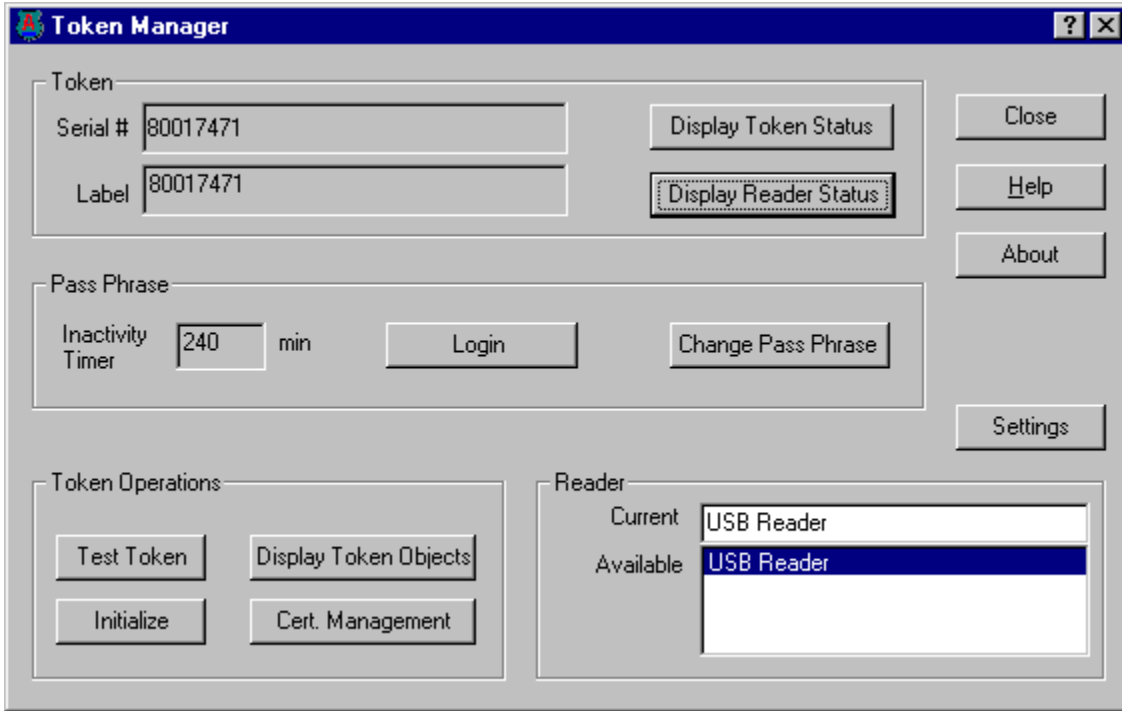 Token Manager
Token
Serial # 80017471
Display Token Status
Close
Label 80017471
Display Reader Status
Help
About
Pass Phrase
Inactivity
Timer
240 min
Login
Change Pass Phrase
Settings
Token Operations
Test Token
Display Token Objects
Initialize
Cert. Management
Reader
Current USB Reader
Available USB Reader